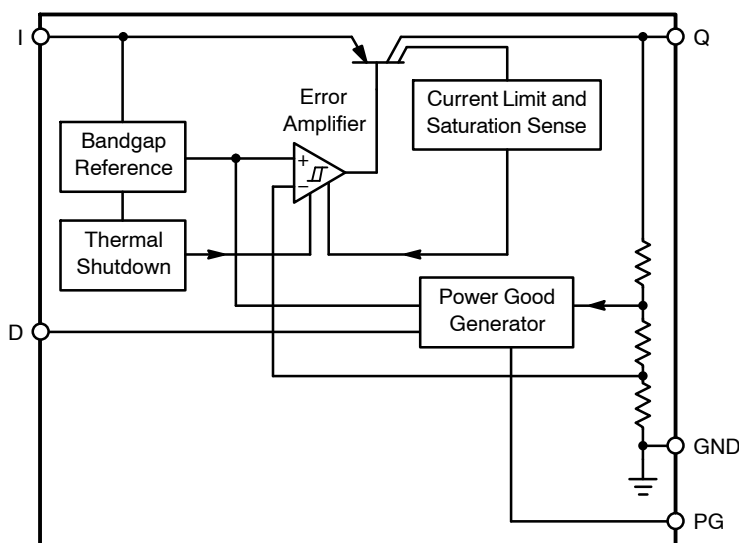 I
Q
Error
Amplifier
Current Limit and
Saturation Sense
Bandgap
Reference
+
−
Thermal
Shutdown
Power Good
Generator
D
GND
PG